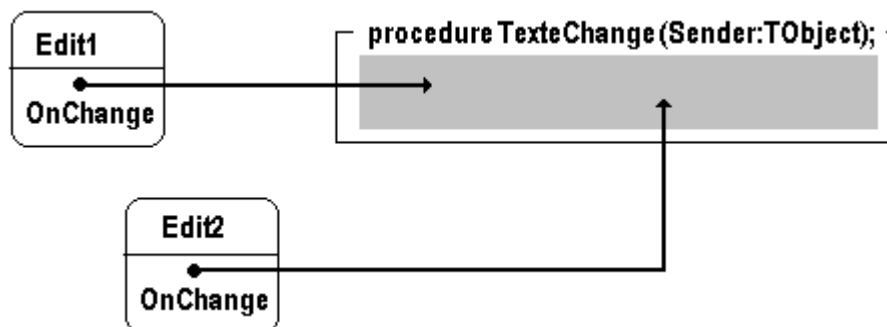 Edit1
OnChange
procedure TexteChange(Sender:TObject);
Edit2
OnChange